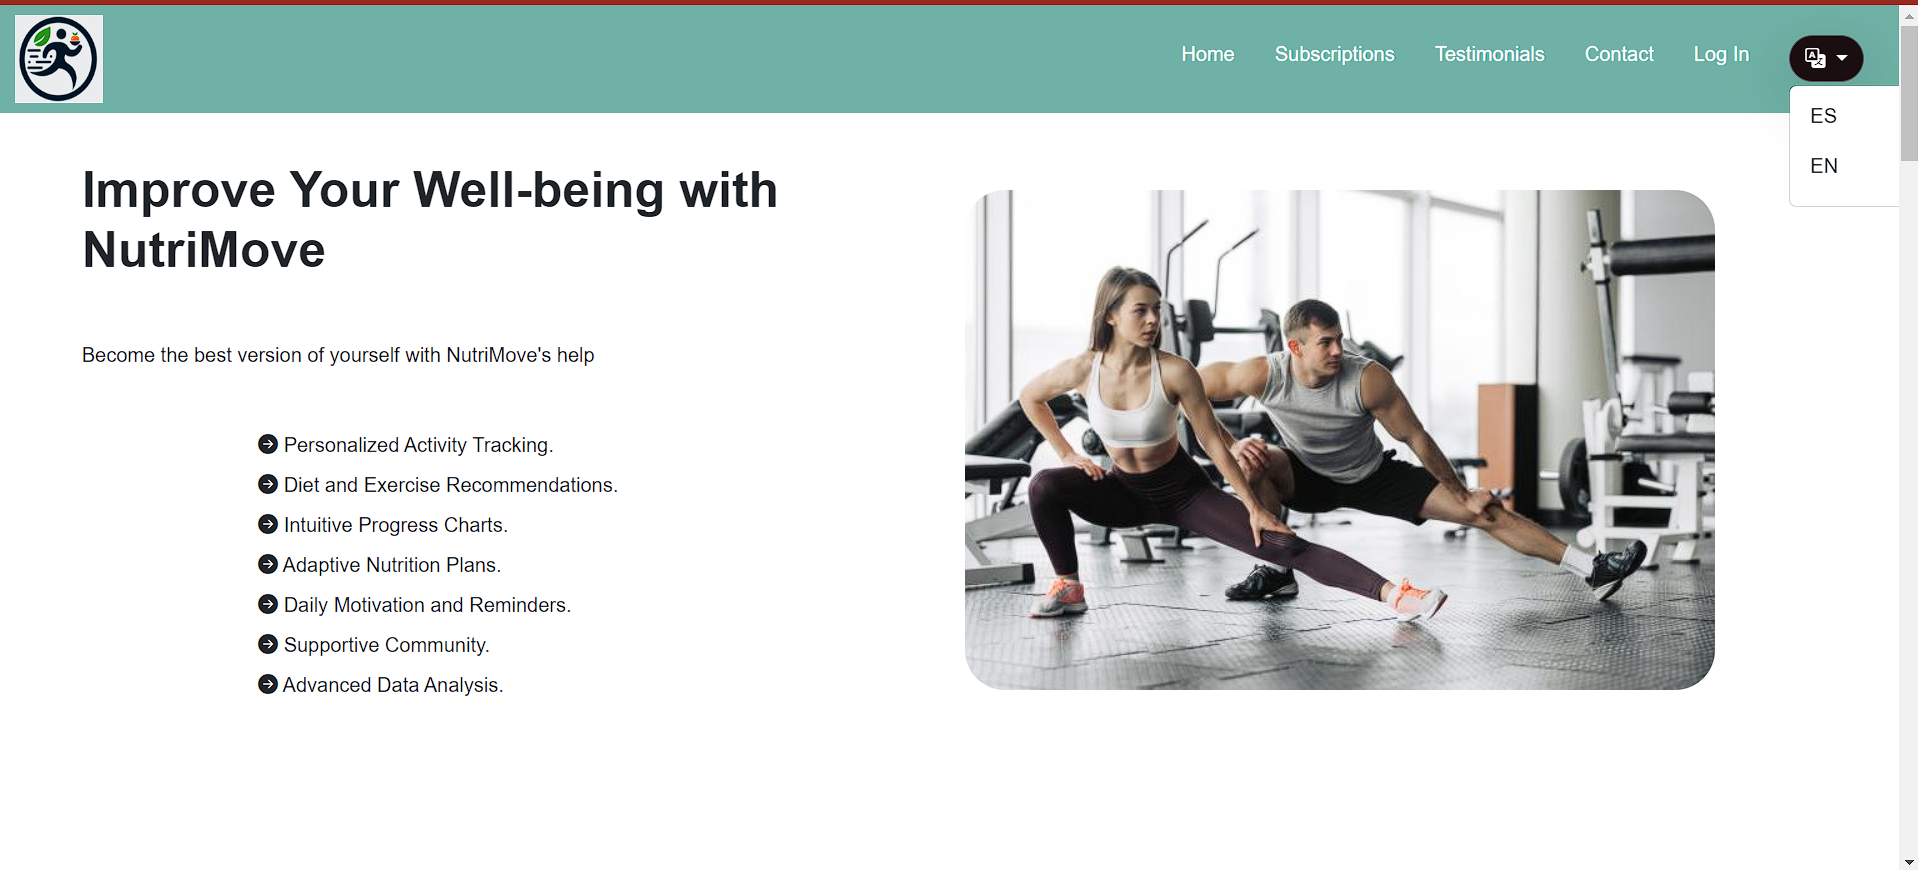 Home Subscriptions Testimonials Contact Log In
ES
EN
Improve Your Well-being with
NutriMove
Become the best version of yourself with NutriMove's help
Personalized Activity Tracking.
Diet and Exercise Recommendations.
Intuitive Progress Charts.
Adaptive Nutrition Plans.
Daily Motivation and Reminders.
Supportive Community.
Advanced Data Analysis.